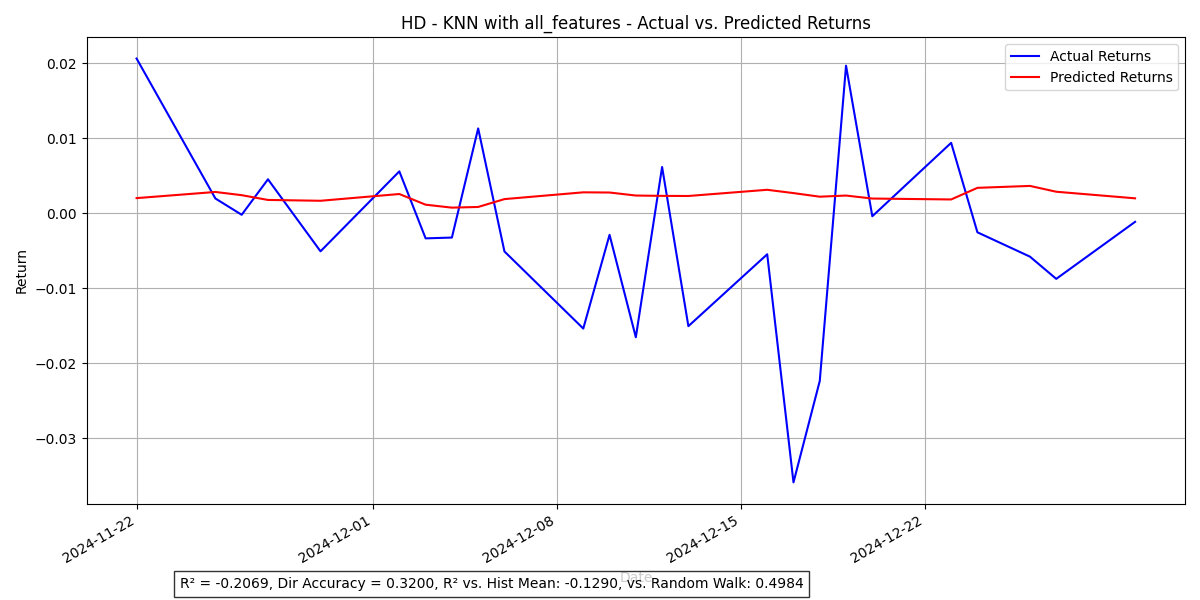 HD - KNN with all_features - Actual vs. Predicted Returns
Actual Returns
Predicted Returns
0.02
0.01
0.00
−0.01
−0.02
−0.03
Return
2024-11-22
2024-12-01
2024-12-08
2024-12-15
2024-12-22
Date
R² = -0.2069, Dir Accuracy = 0.3200, R² vs. Hist Mean: -0.1290, vs. Random Walk: 0.4984